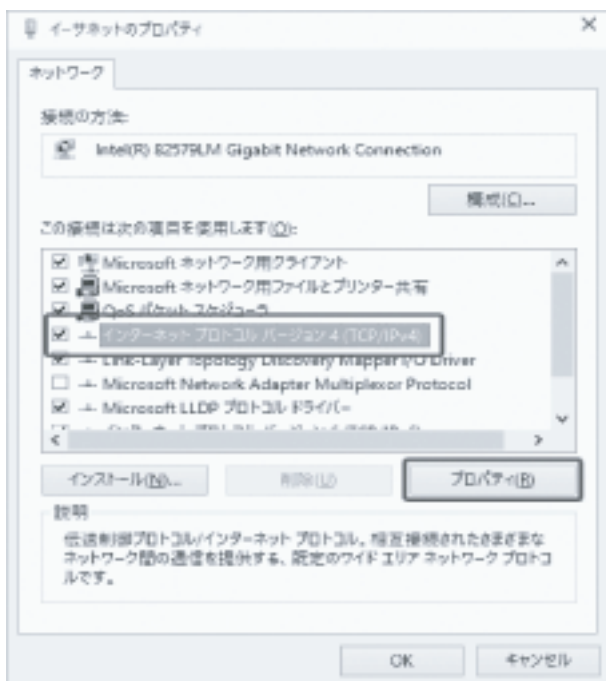 イーサネットのプロパティ
ネットワーク
接続の方法:
Intel(R) 82579LM Gigabit Network Connection
構成(C)...
この接続は次の項目を使用します(O):
Microsoft ネットワーク用クライアント
Microsoft ネットワーク用ファイルとプリンター共有
QoS パケット スケジューラ
インターネット プロトコル バージョン 4 (TCP/IPv4)
Link-Layer Topology Discovery Mapper I/O Driver
Microsoft Network Adapter Multiplexor Protocol
Microsoft LLDP プロトコル ドライバー
インストール(N)...
削除(U)
プロパティ(R)
説明
伝送制御プロトコル/インターネット プロトコル。相互接続されたさまざまな
ネットワーク間の通信を提供する、既定のワイド エリア ネットワーク プロトコ
ルです。
OK
キャンセル